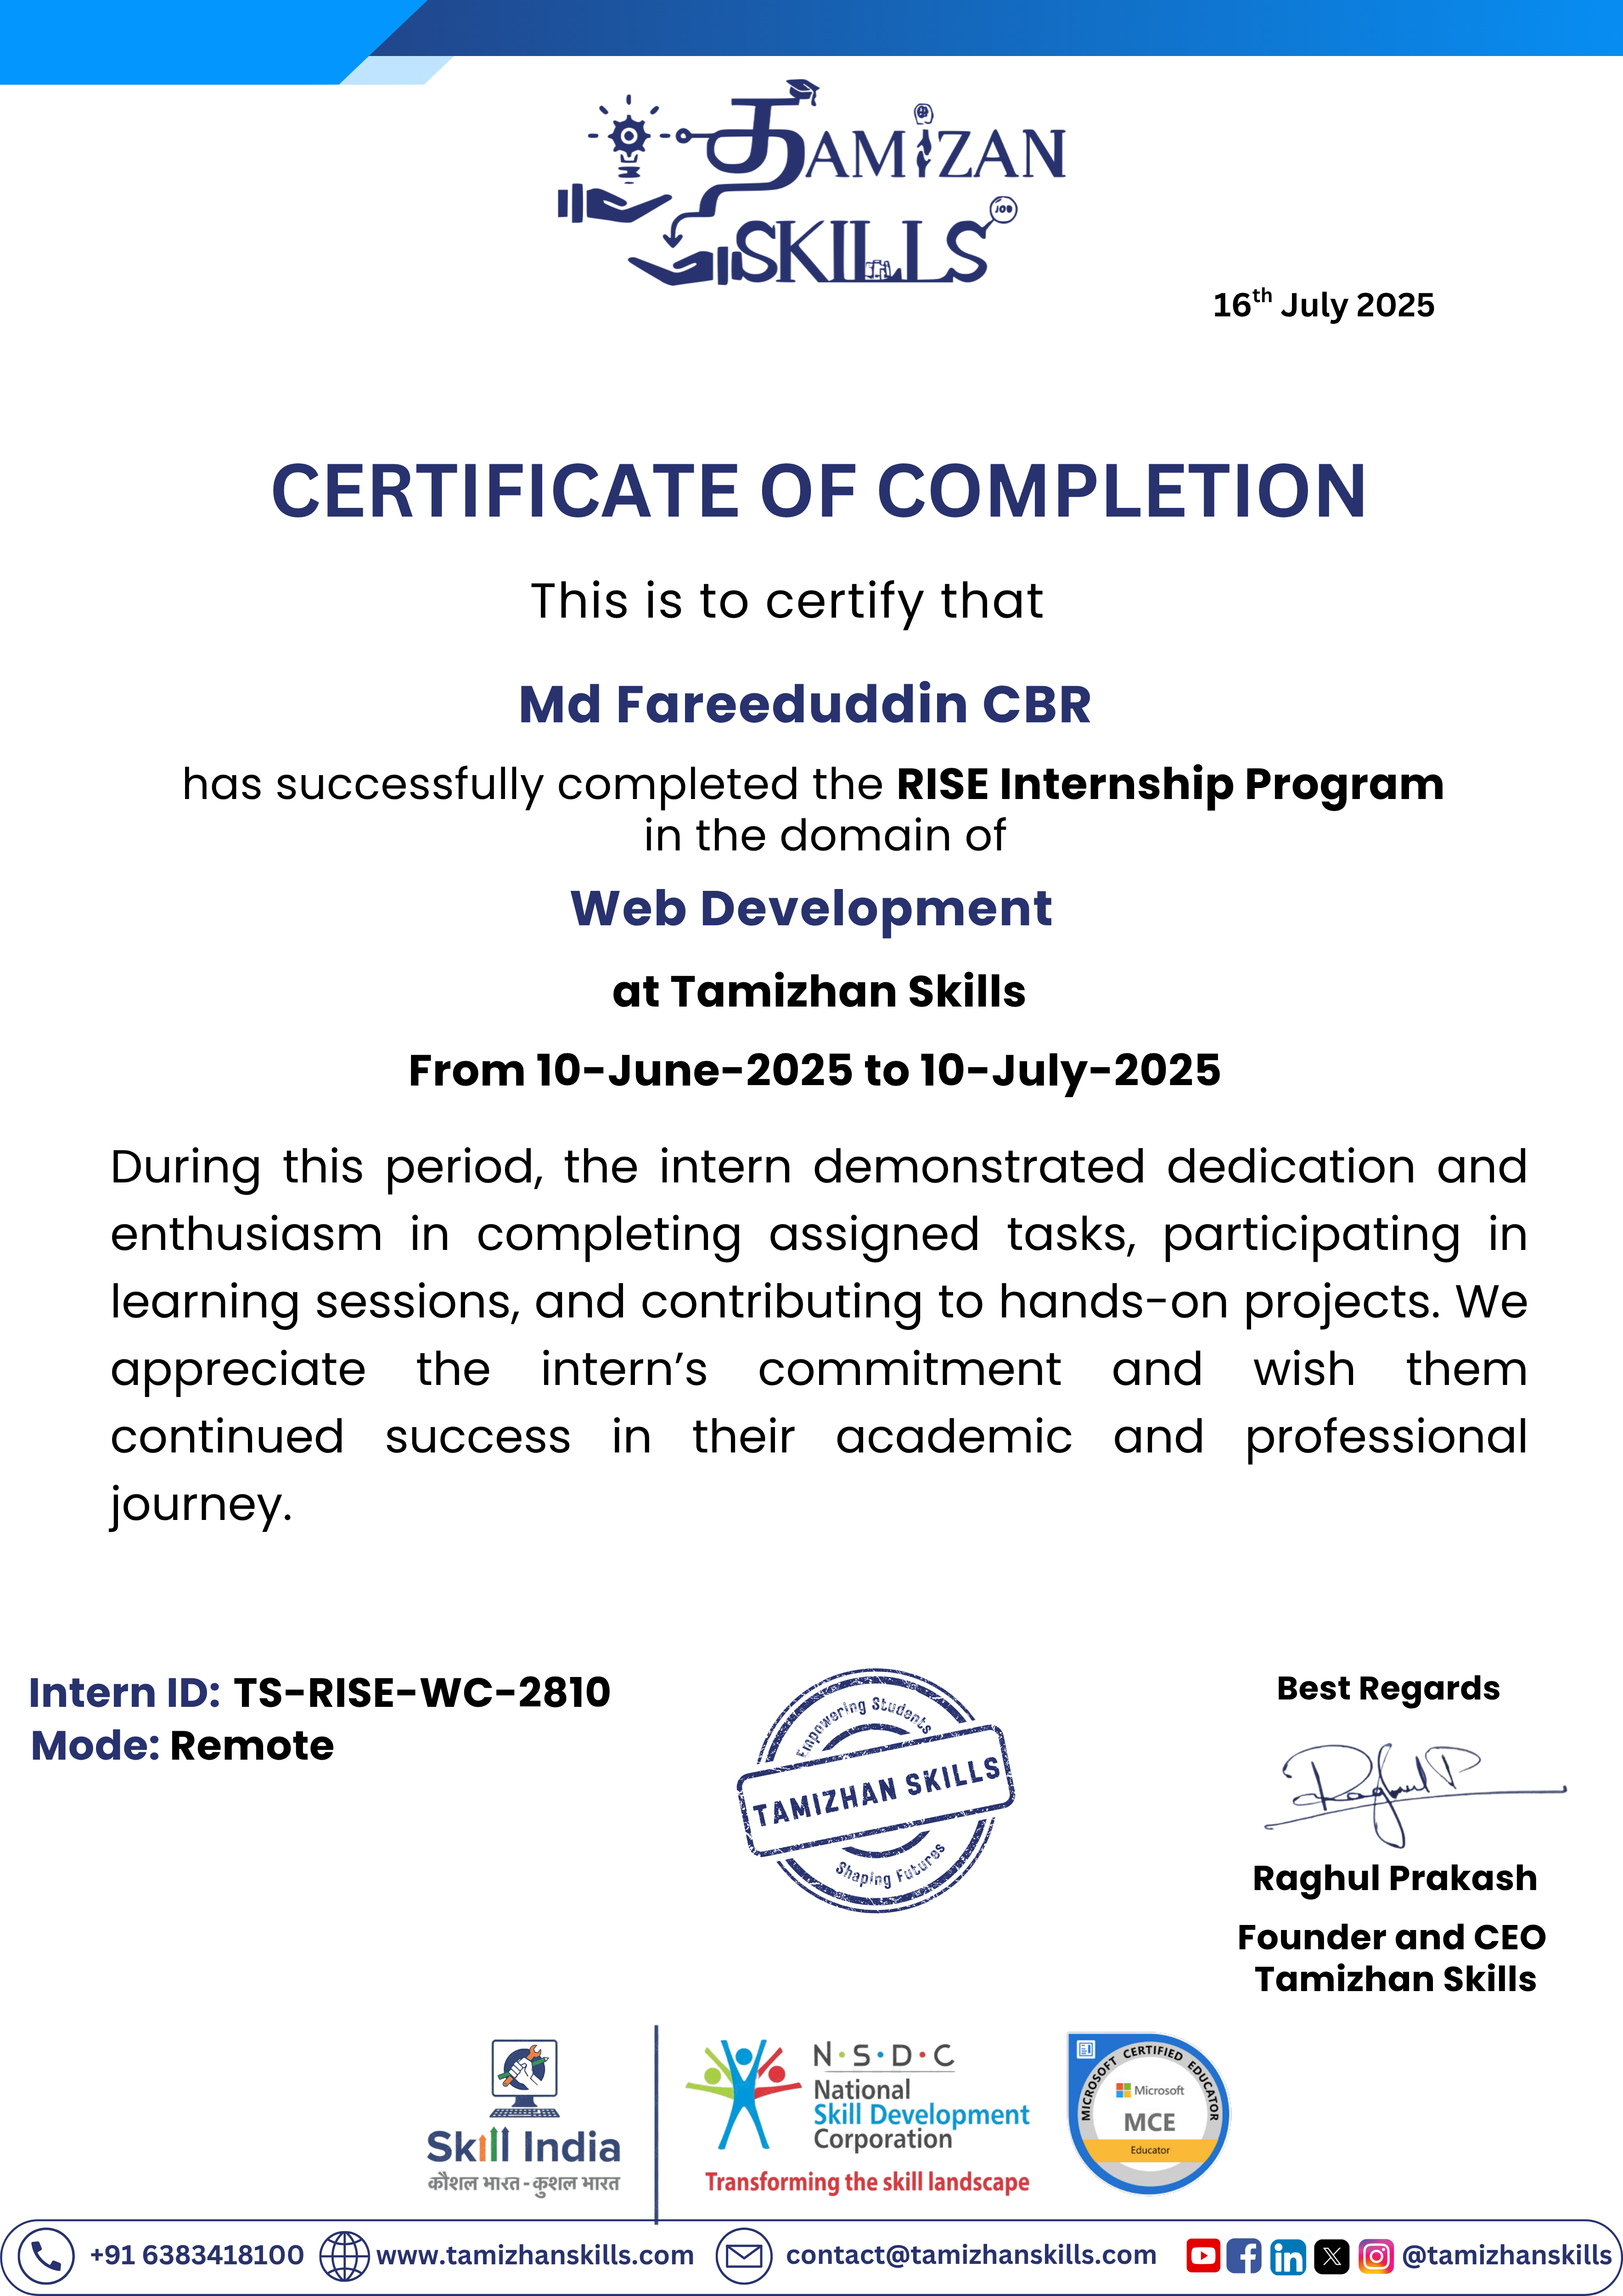 தAMIZAN
SKILLS
JOB
16th July 2025
CERTIFICATE OF COMPLETION
This is to certify that
Md Fareeduddin CBR
has successfully completed the RISE Internship Program
in the domain of
Web Development
at Tamizhan Skills
From 10-June-2025 to 10-July-2025
During this period, the intern demonstrated dedication and
enthusiasm in completing assigned tasks, participating in
learning sessions, and contributing to hands-on projects. We
appreciate the intern’s commitment and wish them
continued success in their academic and professional
journey.
Intern ID: TS-RISE-WC-2810
Mode: Remote
Empowering Students
TAMIZHAN SKILLS
Shaping Futures
Best Regards
Raghul P
Raghul Prakash
Founder and CEO
Tamizhan Skills
Skill India
कौशल भारत - कुशल भारत
N·S·D·C
National
Skill Development
Corporation
Transforming the skill landscape
MICROSOFT CERTIFIED EDUCATOR
Microsoft
MCE
Educator
+91 6383418100 www.tamizhanskills.com contact@tamizhanskills.com @tamizhanskills